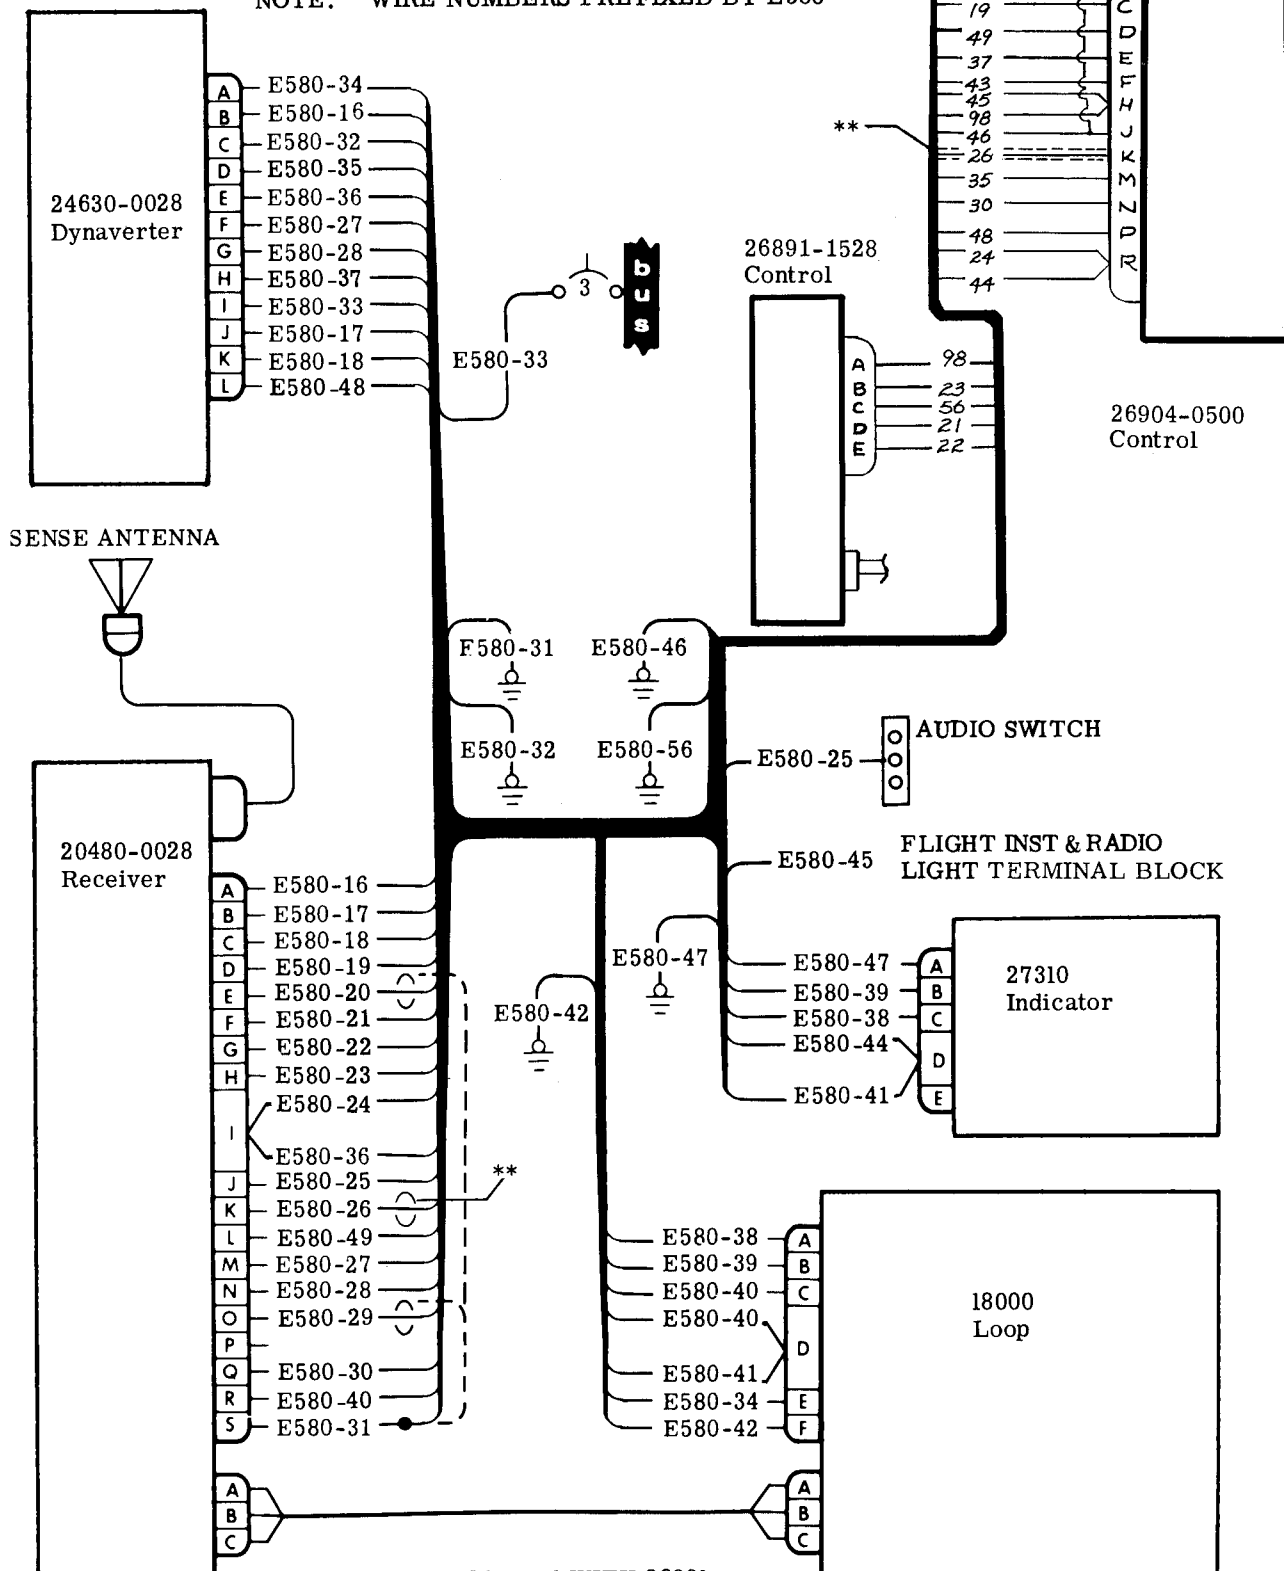 NOTE: WIRE NUMBERS PREFIXED BY E580
24630-0028
Dynaverter
A E580-34
B E580-16
C E580-32
D E580-35
E E580-36
F E580-27
G E580-28
H E580-37
I E580-33
J E580-17
K E580-18
L E580-48
E580-33
3
bus
**
19 C
49 D
37 E
43 F
45 H
98
46 J
26 K
35 M
30 N
48 P
24 R
44
26904-0500
Control
26891-1528
Control
A 98
B 23
C 56
D 21
E 22
SENSE ANTENNA
E580-31
E580-46
E580-32
E580-56
E580-25
AUDIO SWITCH
E580-45
FLIGHT INST & RADIO
LIGHT TERMINAL BLOCK
20480-0028
Receiver
A E580-16
B E580-17
C E580-18
D E580-19
E E580-20
F E580-21
G E580-22
H E580-23
I E580-24
E580-36
J E580-25
K E580-26
L E580-49
M E580-27
N E580-28
O E580-29
P
Q E580-30
R E580-40
S E580-31
**
A
B
C
E580-42
E580-47
E580-47 A
E580-39 B
E580-38 C
E580-44 D
E580-41 E
27310
Indicator
E580-38 A
E580-39 B
E580-40 C
E580-40 D
E580-41
E580-34 E
E580-42 F
18000
Loop
A
B
C